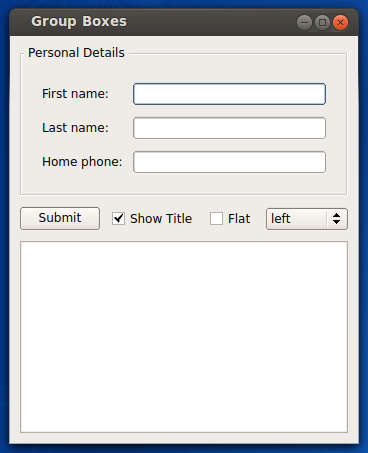 Group Boxes
Personal Details
First name:
Last name:
Home phone:
Submit Show Title Flat left